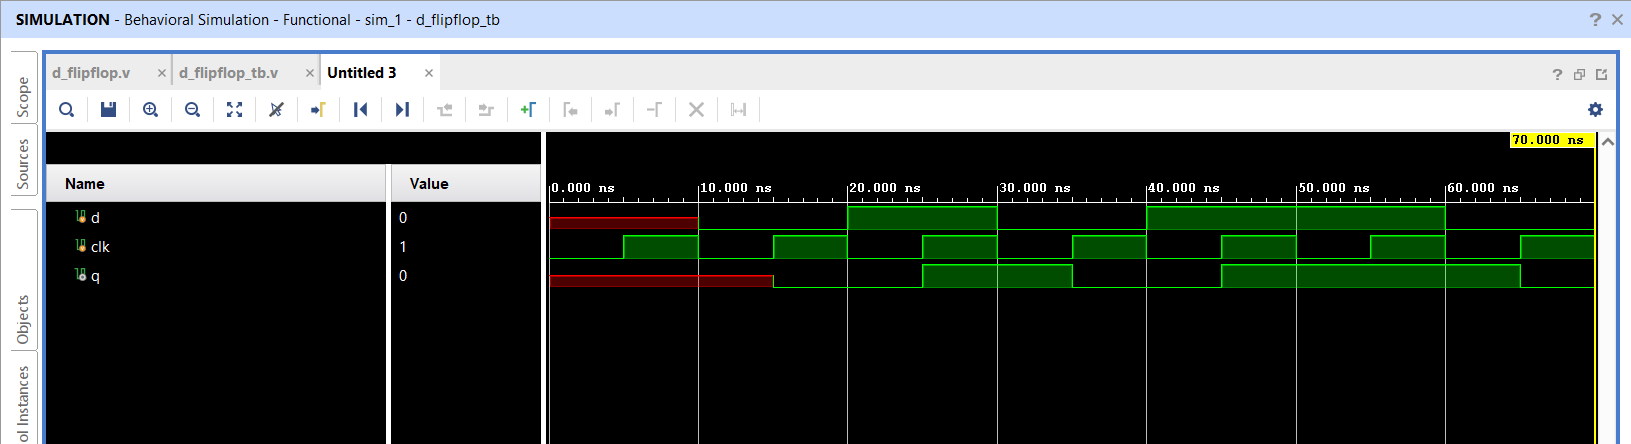 SIMULATION - Behavioral Simulation - Functional - sim_1 - d_flipflop_tb
? ×
Scope
Sources
Objects
ol Instances
d_flipflop.v ×
d_flipflop_tb.v ×
Untitled 3 ×
?
70.000 ns
Name Value
0.000 ns 10.000 ns 20.000 ns 30.000 ns 40.000 ns 50.000 ns 60.000 ns
d 0
clk 1
q 0